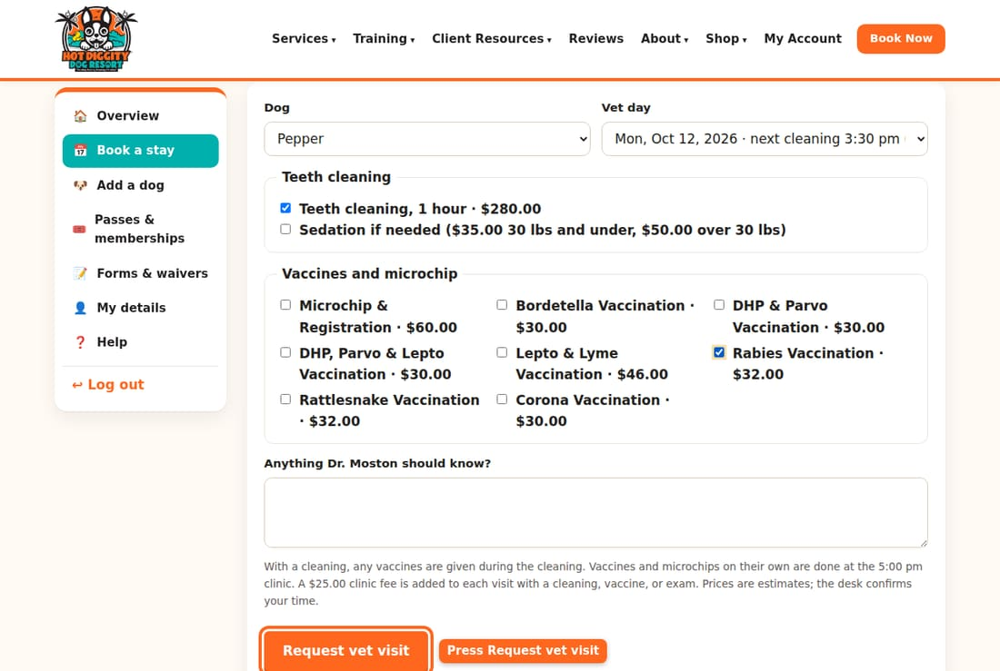 HOT DIGGITY
DOG RESORT
Services ▾
Training ▾
Client Resources ▾
Reviews
About ▾
Shop ▾
My Account
Book Now
Overview
Book a stay
Add a dog
Passes &
memberships
Forms & waivers
My details
Help
↩ Log out
Dog
Vet day
Pepper
Mon, Oct 12, 2026 · next cleaning 3:30 pm
Teeth cleaning
Teeth cleaning, 1 hour · $280.00
Sedation if needed ($35.00 30 lbs and under, $50.00 over 30 lbs)
Vaccines and microchip
Microchip &
Registration · $60.00
Bordetella Vaccination ·
$30.00
DHP & Parvo
Vaccination · $30.00
DHP, Parvo & Lepto
Vaccination · $30.00
Lepto & Lyme
Vaccination · $46.00
Rabies Vaccination ·
$32.00
Rattlesnake Vaccination
· $32.00
Corona Vaccination ·
$30.00
Anything Dr. Moston should know?
With a cleaning, any vaccines are given during the cleaning. Vaccines and microchips on their own are done at the 5:00 pm
clinic. A $25.00 clinic fee is added to each visit with a cleaning, vaccine, or exam. Prices are estimates; the desk confirms
your time.
Request vet visit
Press Request vet visit